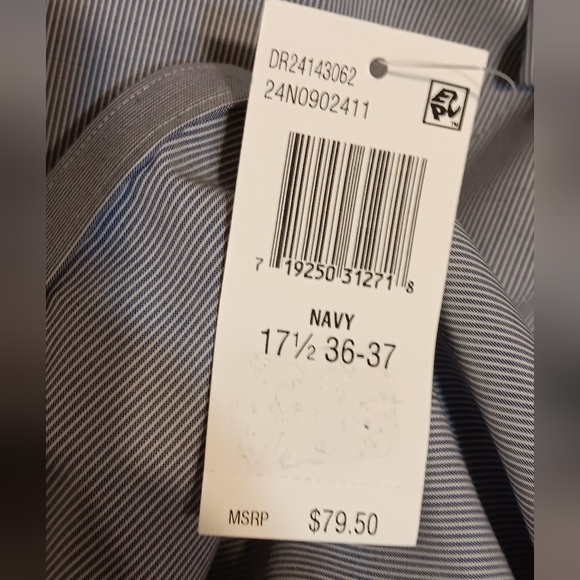 DR24143062
24N0902411
7 19250 31271 8
NAVY
17½ 36-37
MSRP $79.50